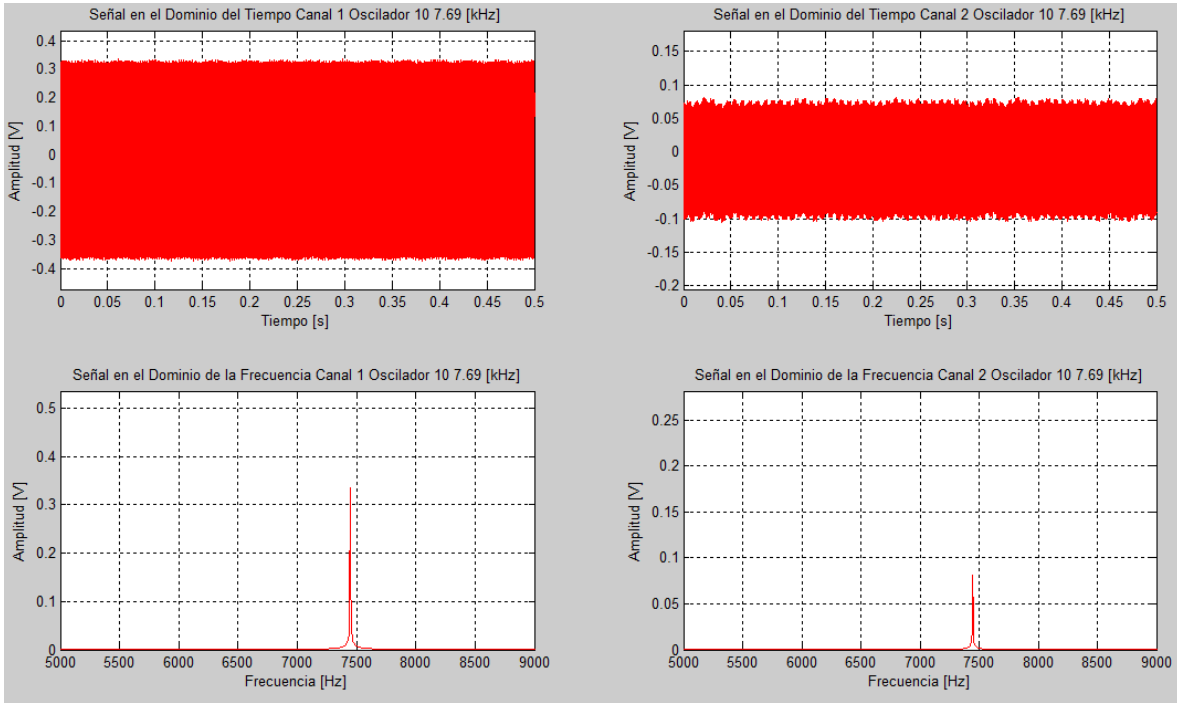 Señal en el Dominio del Tiempo Canal 1 Oscilador 10 7.69 [kHz]
Amplitud [V]
0.4
0.3
0.2
0.1
0
-0.1
-0.2
-0.3
-0.4
0 0.05 0.1 0.15 0.2 0.25 0.3 0.35 0.4 0.45 0.5
Tiempo [s]
Señal en el Dominio del Tiempo Canal 2 Oscilador 10 7.69 [kHz]
Amplitud [V]
0.15
0.1
0.05
0
-0.05
-0.1
-0.15
-0.2
0 0.05 0.1 0.15 0.2 0.25 0.3 0.35 0.4 0.45 0.5
Tiempo [s]
Señal en el Dominio de la Frecuencia Canal 1 Oscilador 10 7.69 [kHz]
Amplitud [V]
0.5
0.4
0.3
0.2
0.1
0
5000 5500 6000 6500 7000 7500 8000 8500 9000
Frecuencia [Hz]
Señal en el Dominio de la Frecuencia Canal 2 Oscilador 10 7.69 [kHz]
Amplitud [V]
0.25
0.2
0.15
0.1
0.05
0
5000 5500 6000 6500 7000 7500 8000 8500 9000
Frecuencia [Hz]